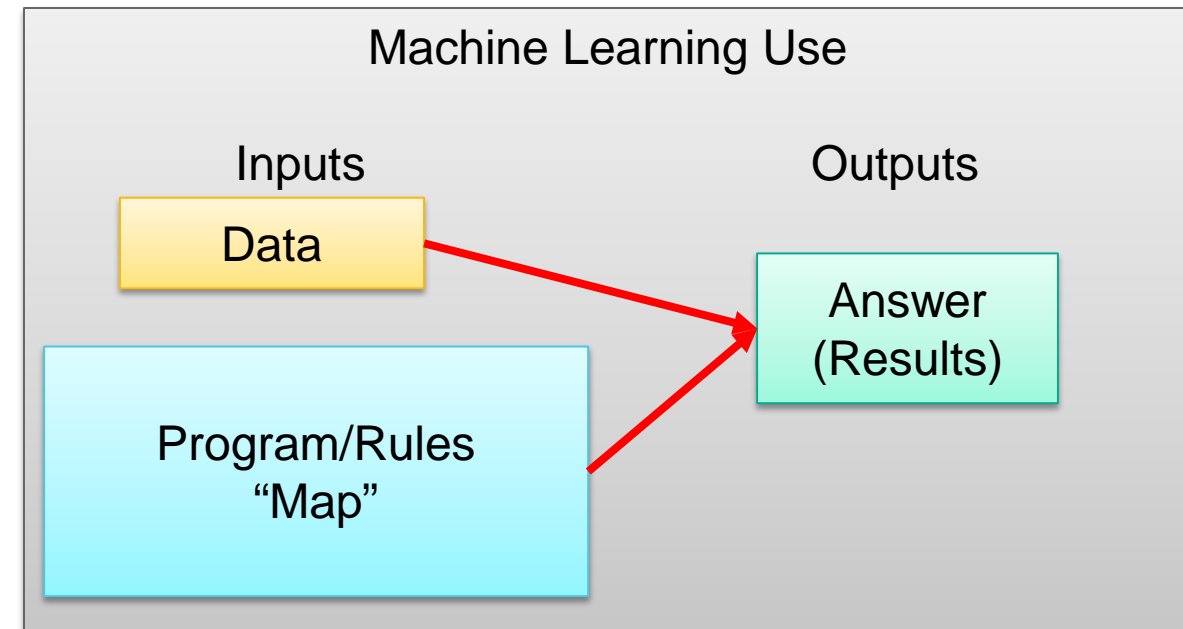 Machine Learning Use
Inputs
Outputs
Data
Answer
(Results)
Program/Rules
“Map”